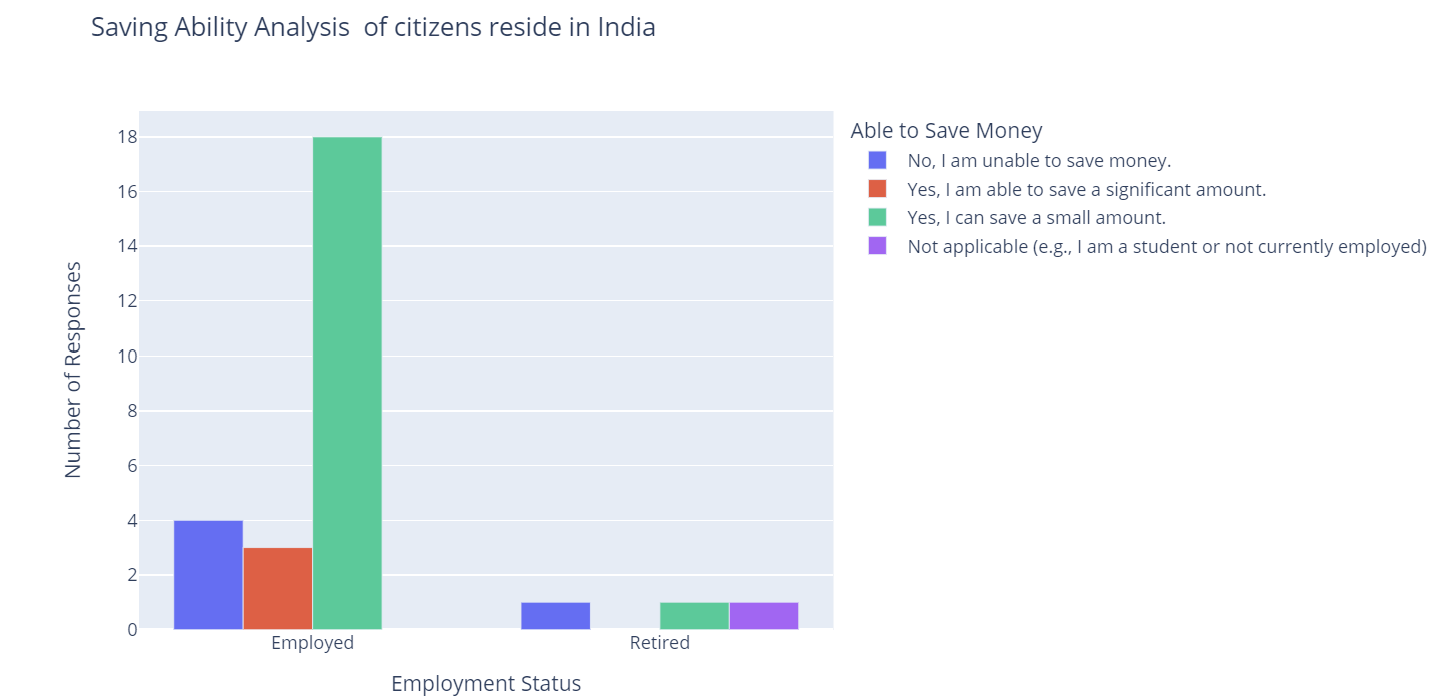 Saving Ability Analysis  of citizens reside in India
Able to Save Money
No, I am unable to save money.
Yes, I am able to save a significant amount.
Yes, I can save a small amount.
Not applicable (e.g., I am a student or not currently employed)
Number of Responses
18
16
14
12
10
8
6
4
2
0
Employed
Retired
Employment Status